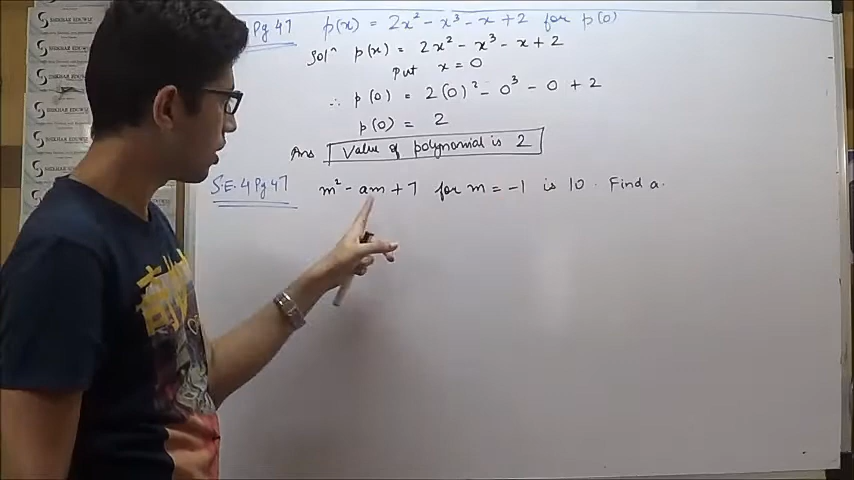 Pg 47 p(x) = 2x² - x³ - x + 2 for p(0)
Solⁿ p(x) = 2x² - x³ - x + 2
Put x = 0
∴ p(0) = 2(0)² - 0³ - 0 + 2
p(0) = 2
Ans Value of polynomial is 2
S.E. 4 Pg 47 m² - am + 7 for m = -1 is 10. Find a.